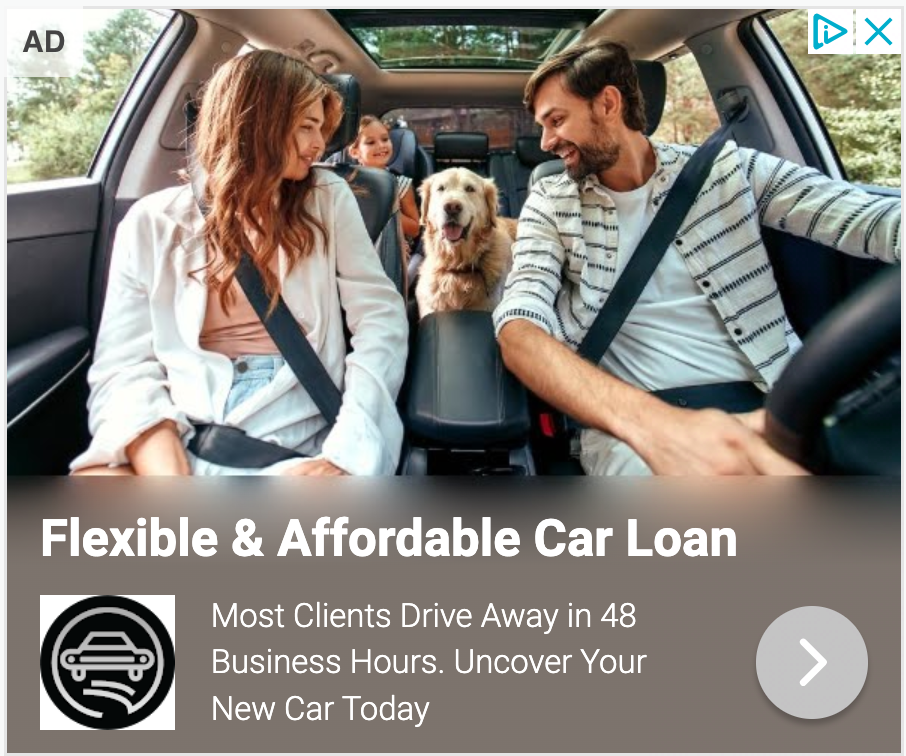 AD
Flexible & Affordable Car Loan
Most Clients Drive Away in 48
Business Hours. Uncover Your
New Car Today